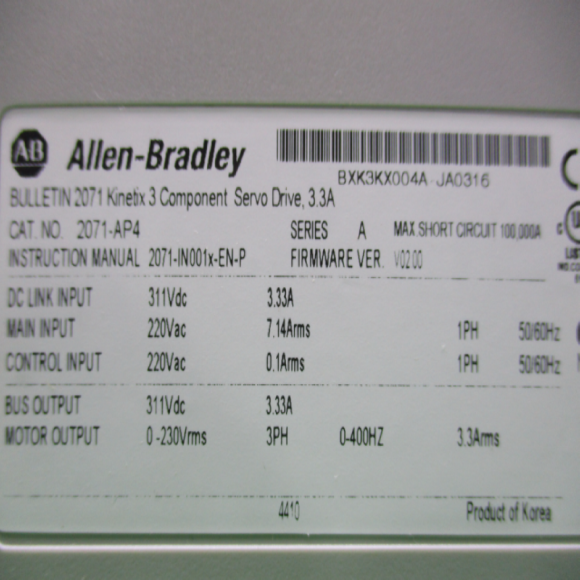 AB Allen-Bradley
BXK3KX004A JA0316
BULLETIN 2071 Kinetix 3 Component Servo Drive, 3.3A
CAT. NO. 2071-AP4 SERIES A MAX. SHORT CIRCUIT 100,000A
INSTRUCTION MANUAL 2071-IN001x-EN-P FIRMWARE VER. V02.00
DC LINK INPUT 311Vdc 3.33A
MAIN INPUT 220Vac 7.14Arms 1PH 50/60Hz
CONTROL INPUT 220Vac 0.1Arms 1PH 50/60Hz
BUS OUTPUT 311Vdc 3.33A
MOTOR OUTPUT 0-230Vrms 3PH 0-400HZ 3.3Arms
4410 Product of Korea